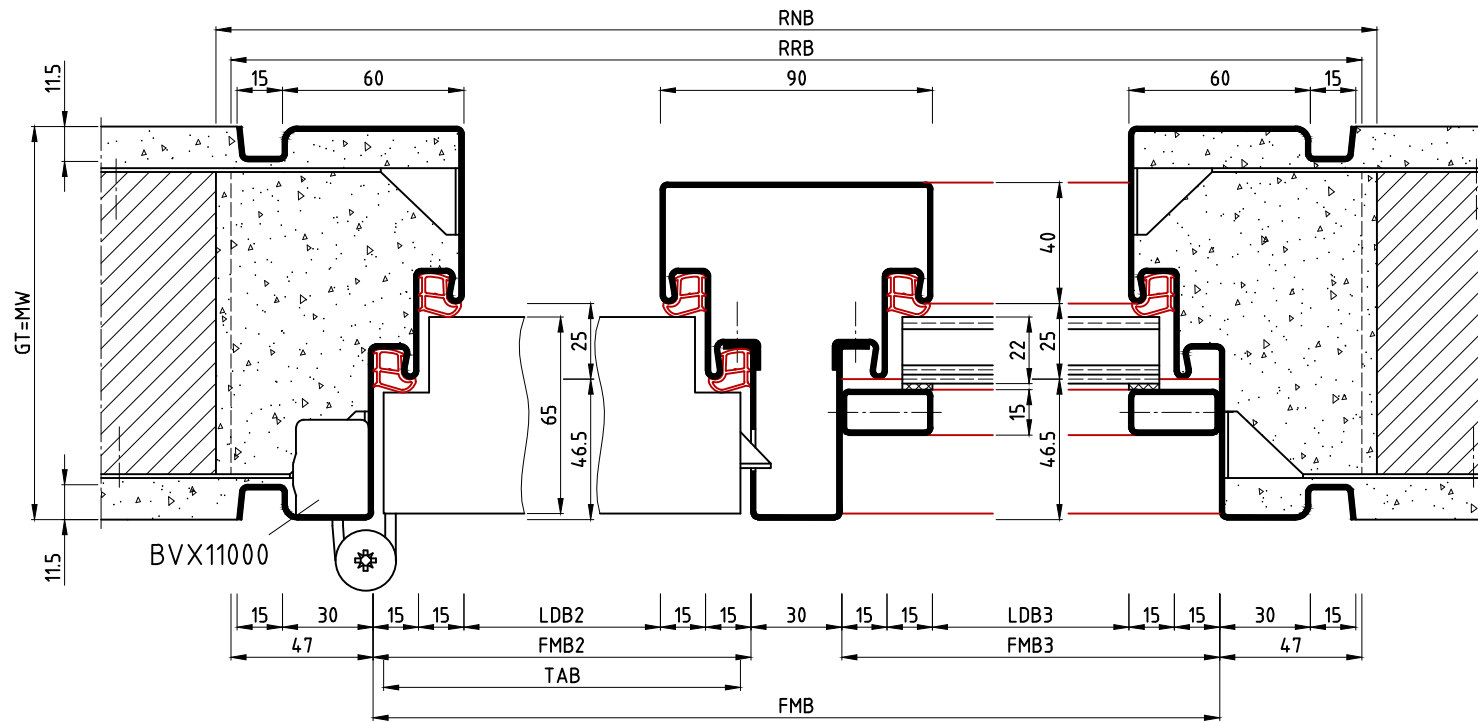 RNB
RRB
15 60 90 60 15
11.5
GT=MW
40
25 22 25
65
46.5 15 46.5
BVX11000
11.5
15 30 15 15 LDB2 15 15 30 15 15 LDB3 15 15 30 15
47 FMB2 FMB3 47
TAB
FMB